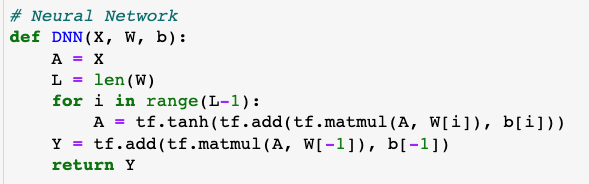 # Neural Network
def DNN(X, W, b):
    A = X
    L = len(W)
    for i in range(L-1):
        A = tf.tanh(tf.add(tf.matmul(A, W[i]), b[i]))
    Y = tf.add(tf.matmul(A, W[-1]), b[-1])
    return Y